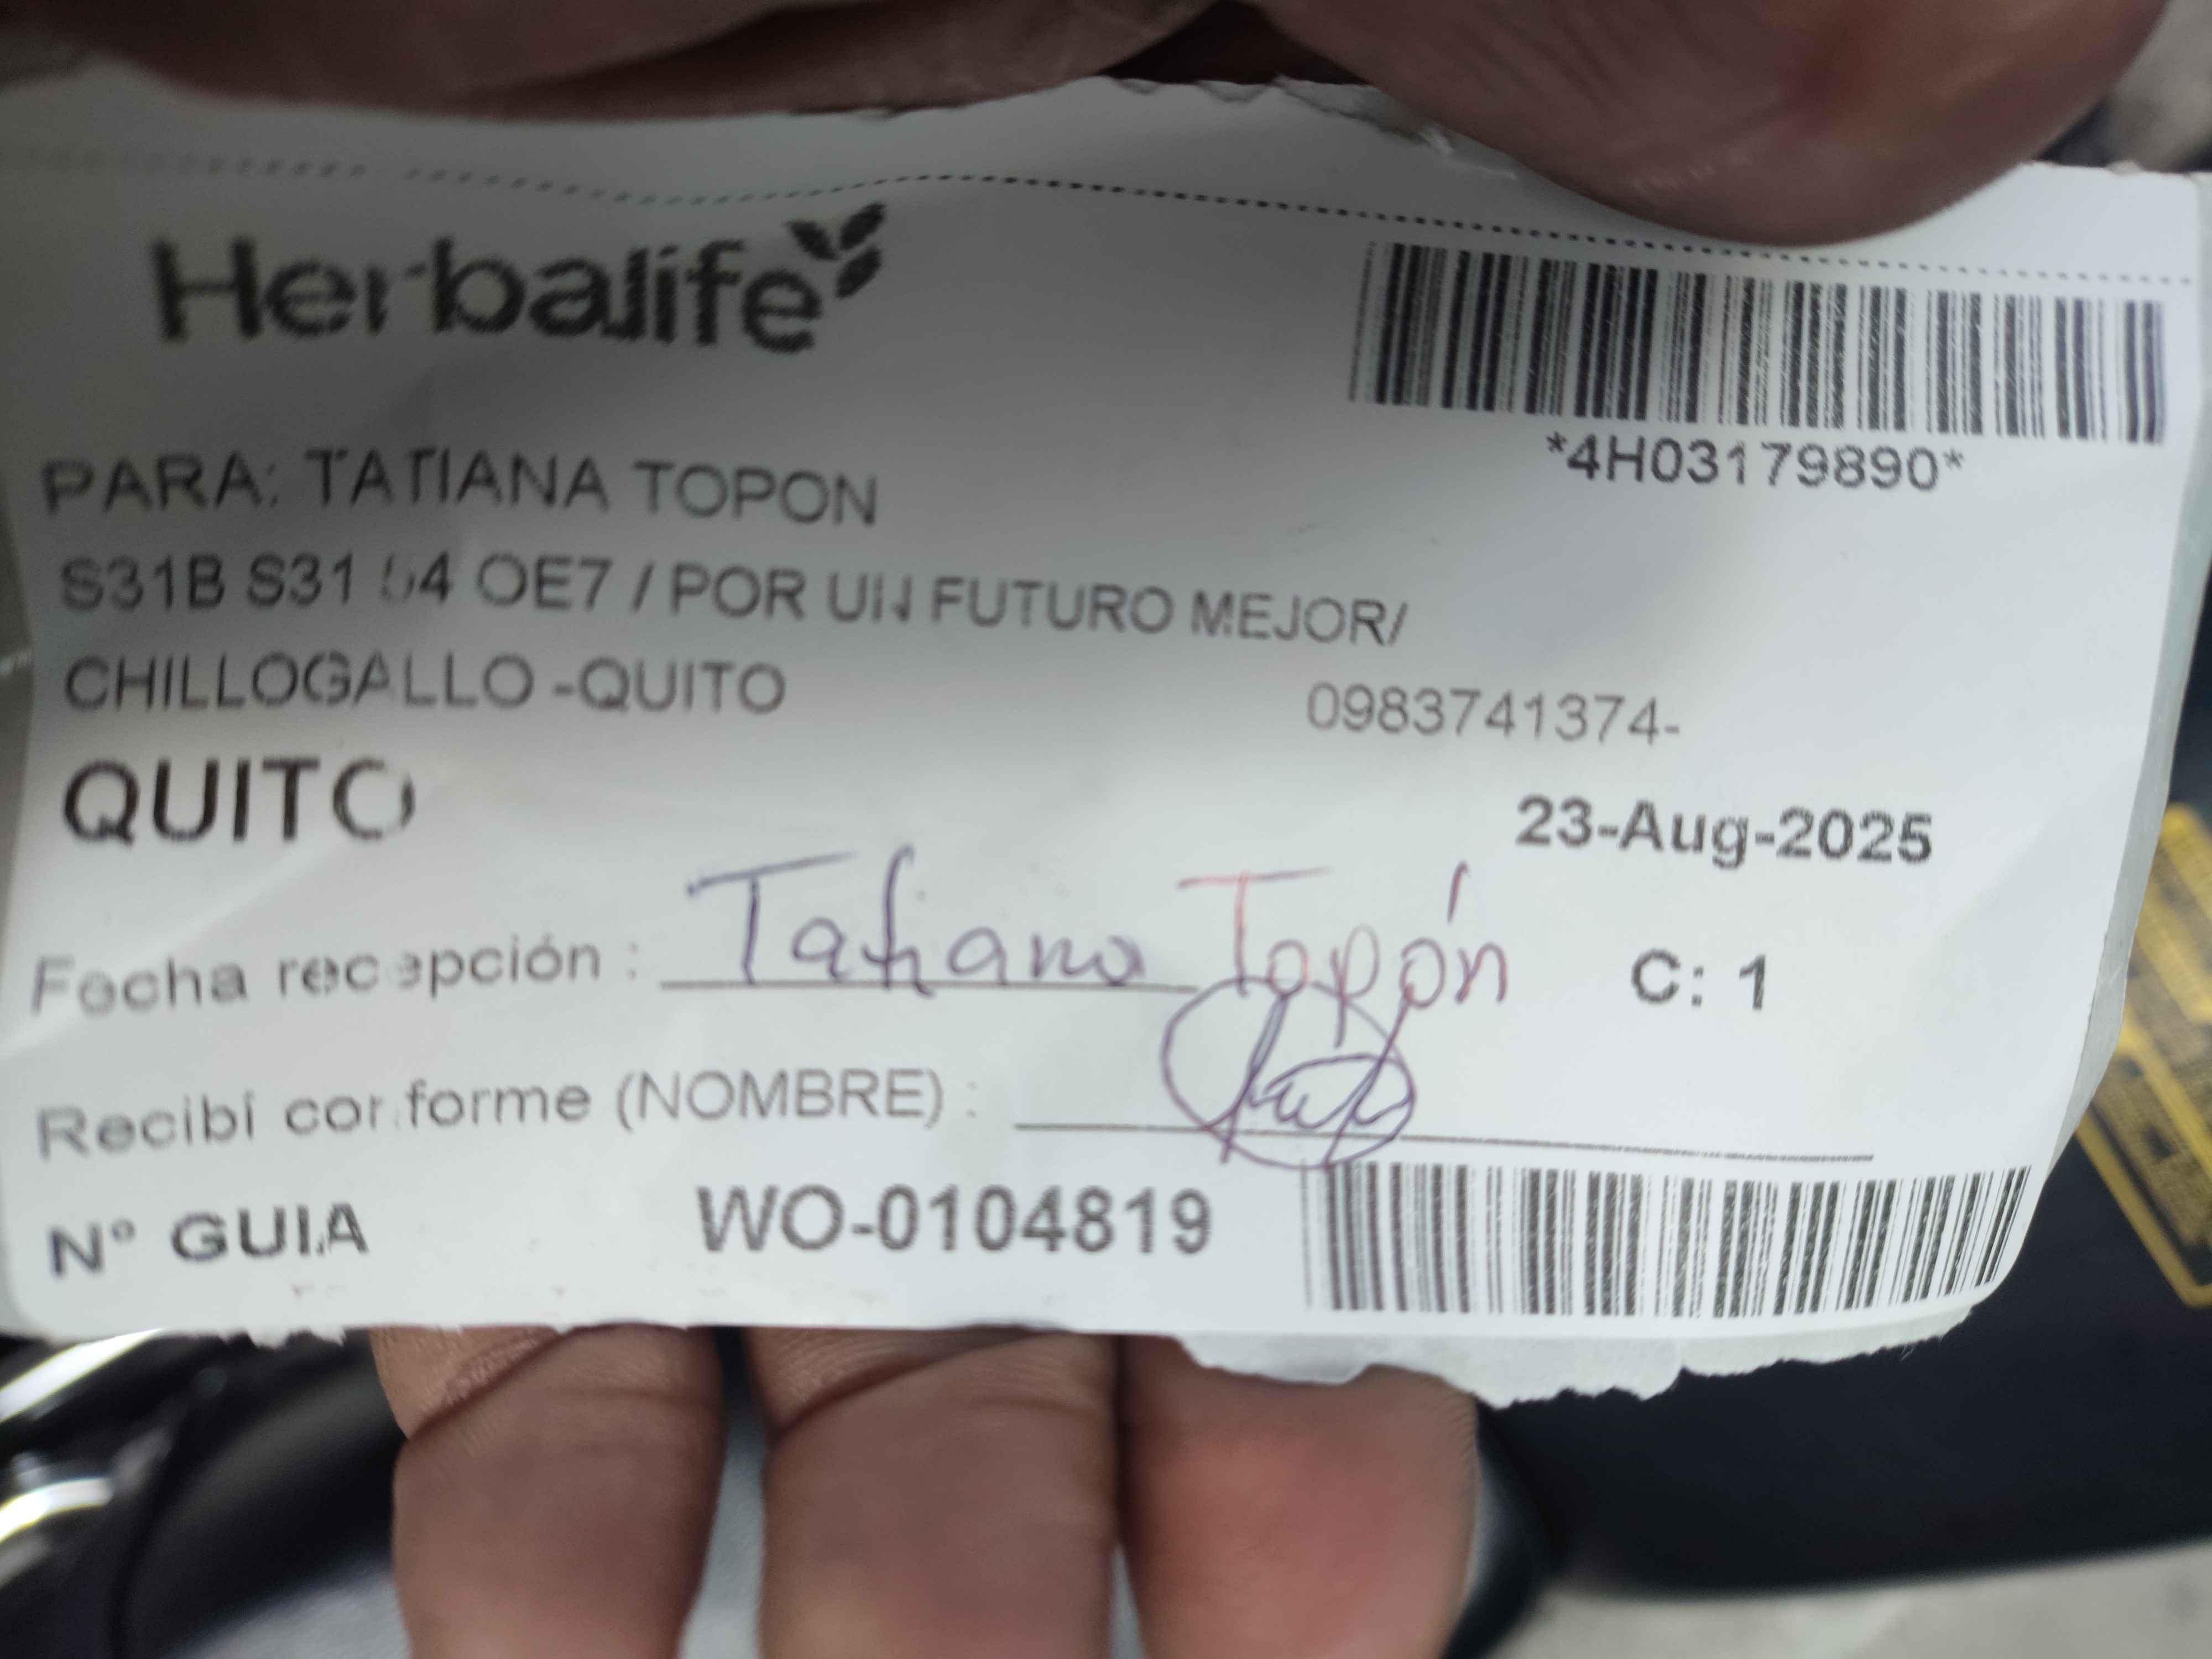 Herbalife
*4H03179890*
PARA: TATIANA TOPON
S31B S31 54 OE7 / POR UN FUTURO MEJOR/
CHILLOGALLO -QUITO 0983741374-
QUITO
23-Aug-2025
Fecha recepción : Tatiana Topón C: 1
Recibí conforme (NOMBRE) :
N° GUIA WO-0104819